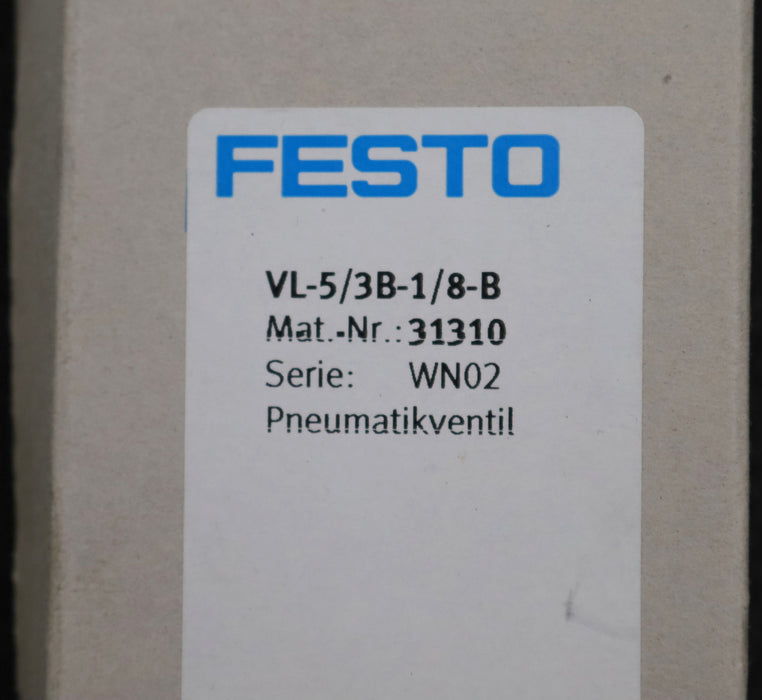 FESTO
VL-5/3B-1/8-B
Mat.-Nr.: 31310
Serie: WN02
Pneumatikventil